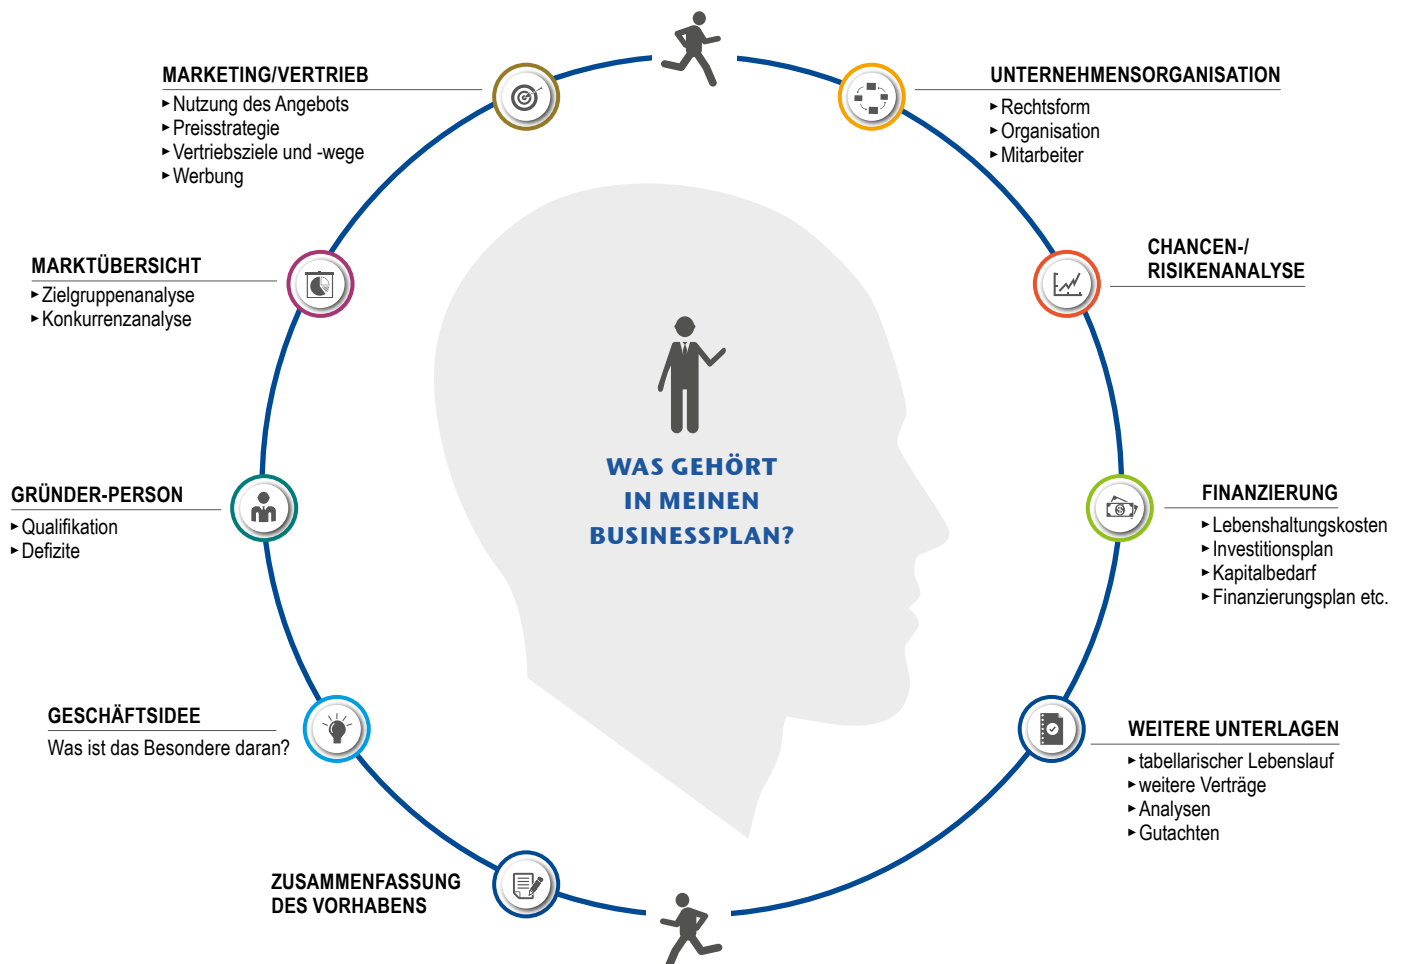 MARKETING/VERTRIEB
▸ Nutzung des Angebots
▸ Preisstrategie
▸ Vertriebsziele und -wege
▸ Werbung
UNTERNEHMENSORGANISATION
▸ Rechtsform
▸ Organisation
▸ Mitarbeiter
MARKTÜBERSICHT
▸ Zielgruppenanalyse
▸ Konkurrenzanalyse
CHANCEN-/
RISIKENANALYSE
WAS GEHÖRT
IN MEINEN
BUSINESSPLAN?
GRÜNDER-PERSON
▸ Qualifikation
▸ Defizite
FINANZIERUNG
▸ Lebenshaltungskosten
▸ Investitionsplan
▸ Kapitalbedarf
▸ Finanzierungsplan etc.
GESCHÄFTSIDEE
Was ist das Besondere daran?
WEITERE UNTERLAGEN
▸ tabellarischer Lebenslauf
▸ weitere Verträge
▸ Analysen
▸ Gutachten
ZUSAMMENFASSUNG
DES VORHABENS